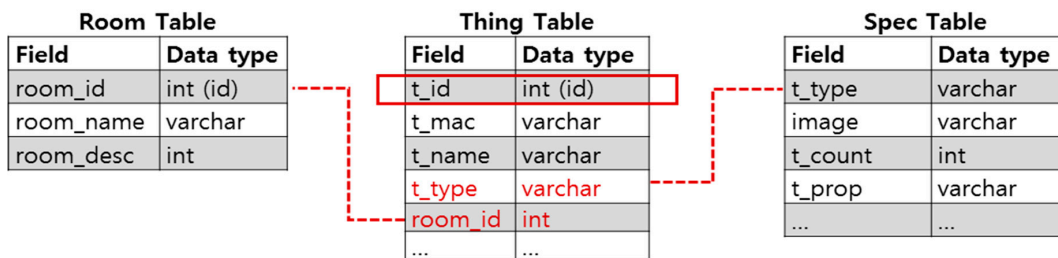 Room Table
Field Data type
room_id int (id)
room_name varchar
room_desc int
Thing Table
Field Data type
t_id int (id)
t_mac varchar
t_name varchar
t_type varchar
room_id int
... ...
Spec Table
Field Data type
t_type varchar
image varchar
t_count int
t_prop varchar
... ...